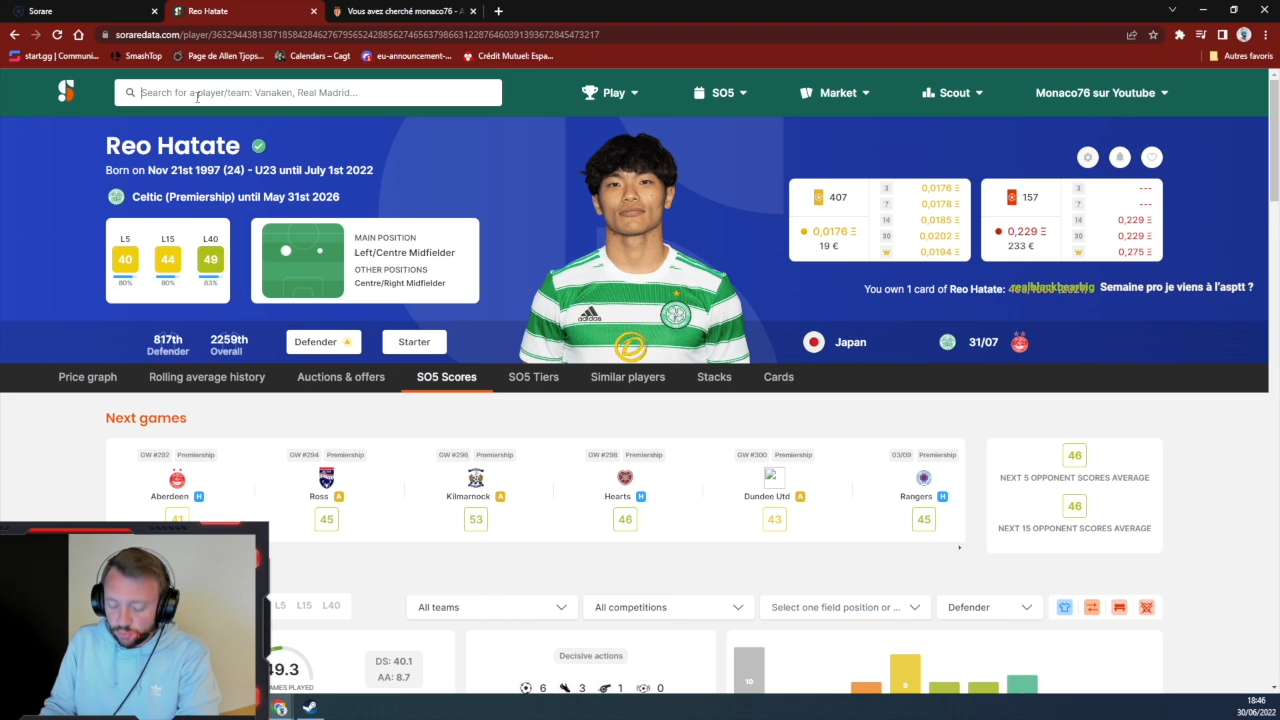 Sorare
Reo Hatate
Vous avez cherché monaco76 - A
soraredata.com/player/36329443813871858428462767956524288562746563798663122876460391393672845473217
start.gg | Communi...
SmashTop
Page de Allen Tjops...
Calendars – Cagt
eu-announcement-...
Crédit Mutuel: Espa...
Autres favoris
Search for a player/team: Vanaken, Real Madrid...
Play
SO5
Market
Scout
Monaco76 sur Youtube
Reo Hatate
Born on Nov 21st 1997 (24) - U23 until July 1st 2022
Celtic (Premiership) until May 31st 2026
L5 L15 L40
40 44 49
80% 80% 83%
MAIN POSITION
Left/Centre Midfielder
OTHER POSITIONS
Centre/Right Midfielder
407
0,0176 Ξ
19 €
3 0,0176 Ξ
7 0,0178 Ξ
14 0,0185 Ξ
30 0,0202 Ξ
0,0194 Ξ
157
0,229 Ξ
233 €
3 ---
7 ---
14 0,229 Ξ
30 0,229 Ξ
0,275 Ξ
You own 1 card of Reo Hatate:
Semaine pro je viens à l'asptt ?
817th
Defender
2259th
Overall
Defender
Starter
adidas
Japan
31/07
Price graph
Rolling average history
Auctions & offers
SO5 Scores
SO5 Tiers
Similar players
Stacks
Cards
Next games
GW #292 Premiership
Aberdeen H
41
GW #294 Premiership
Ross A
45
GW #296 Premiership
Kilmarnock A
53
GW #298 Premiership
Hearts H
46
GW #300 Premiership
Dundee Utd A
43
03/09 Premiership
Rangers H
45
46
NEXT 5 OPPONENT SCORES AVERAGE
46
NEXT 15 OPPONENT SCORES AVERAGE
L5 L15 L40
All teams
All competitions
Select one field position or ...
Defender
49.3
GAMES PLAYED
DS: 40.1
AA: 8.7
Decisive actions
6 3 1 0
10
9
18:46
30/06/2022